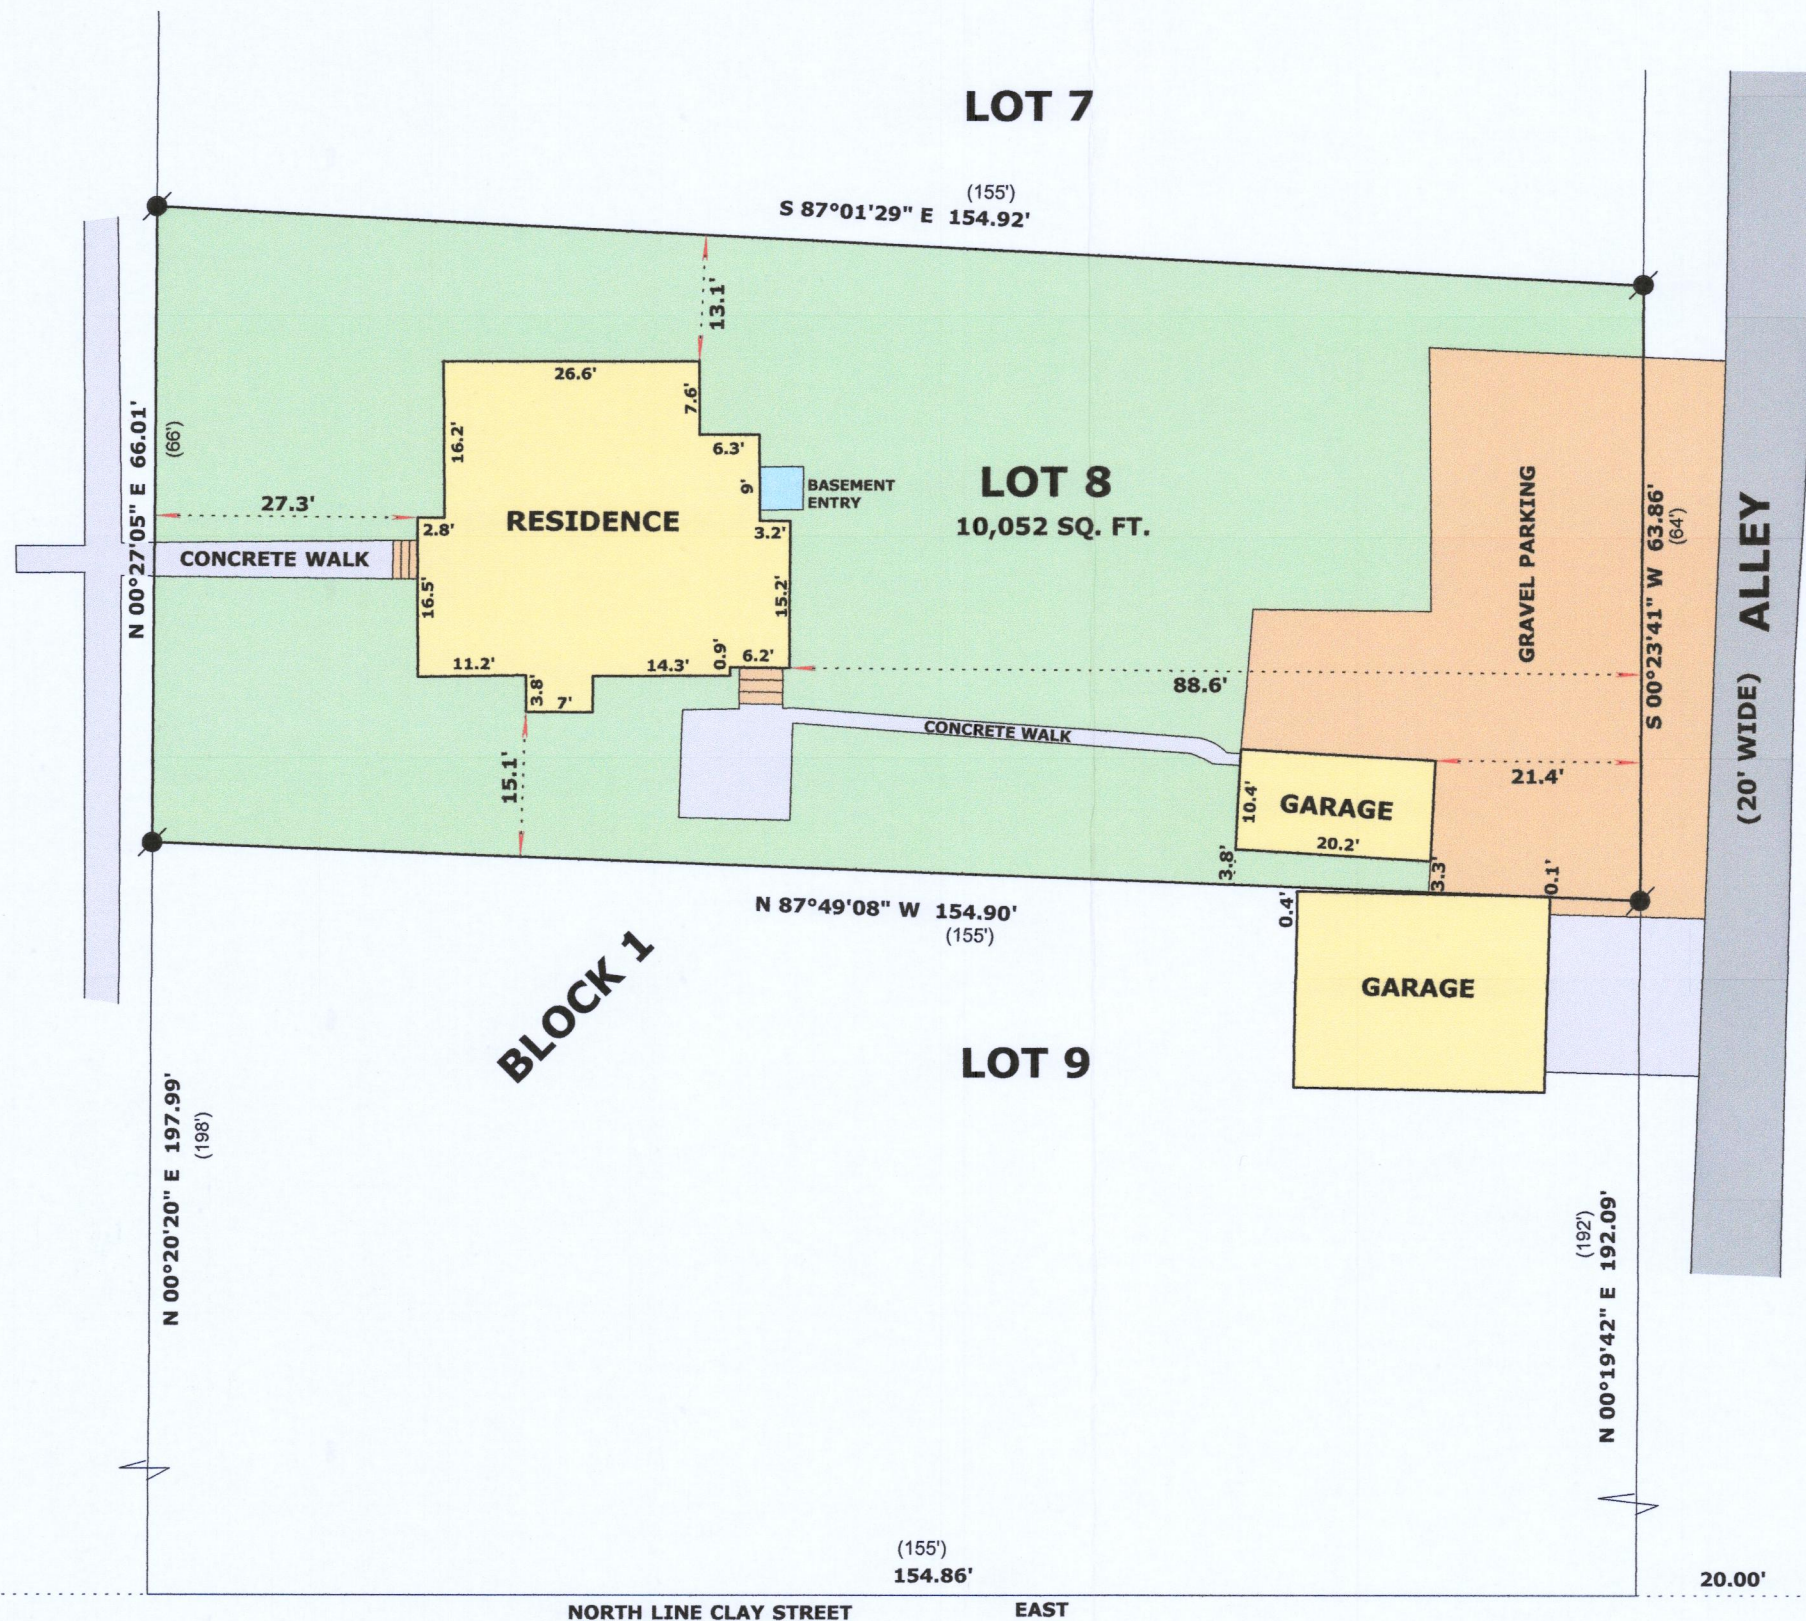 LOT 7
(155')
S 87°01'29" E 154.92'
13.1'
26.6'
7.6'
16.2'
6.3'
9'
BASEMENT
ENTRY
LOT 8
10,052 SQ. FT.
RESIDENCE
27.3'
2.8'
3.2'
CONCRETE WALK
16.5'
15.2'
N 00°27'05" E 66.01'
(66')
11.2'
3.8'
7'
14.3'
0.9'
6.2'
88.6'
GRAVEL PARKING
S 00°23'41" W 63.86'
(64')
(20' WIDE) ALLEY
15.1'
CONCRETE WALK
21.4'
10.4'
GARAGE
20.2'
3.8'
3.3'
0.1'
0.4'
N 87°49'08" W 154.90'
(155')
BLOCK 1
GARAGE
LOT 9
N 00°20'20" E 197.99'
(198')
(192')
N 00°19'42" E 192.09'
(155')
154.86'
20.00'
NORTH LINE CLAY STREET
EAST